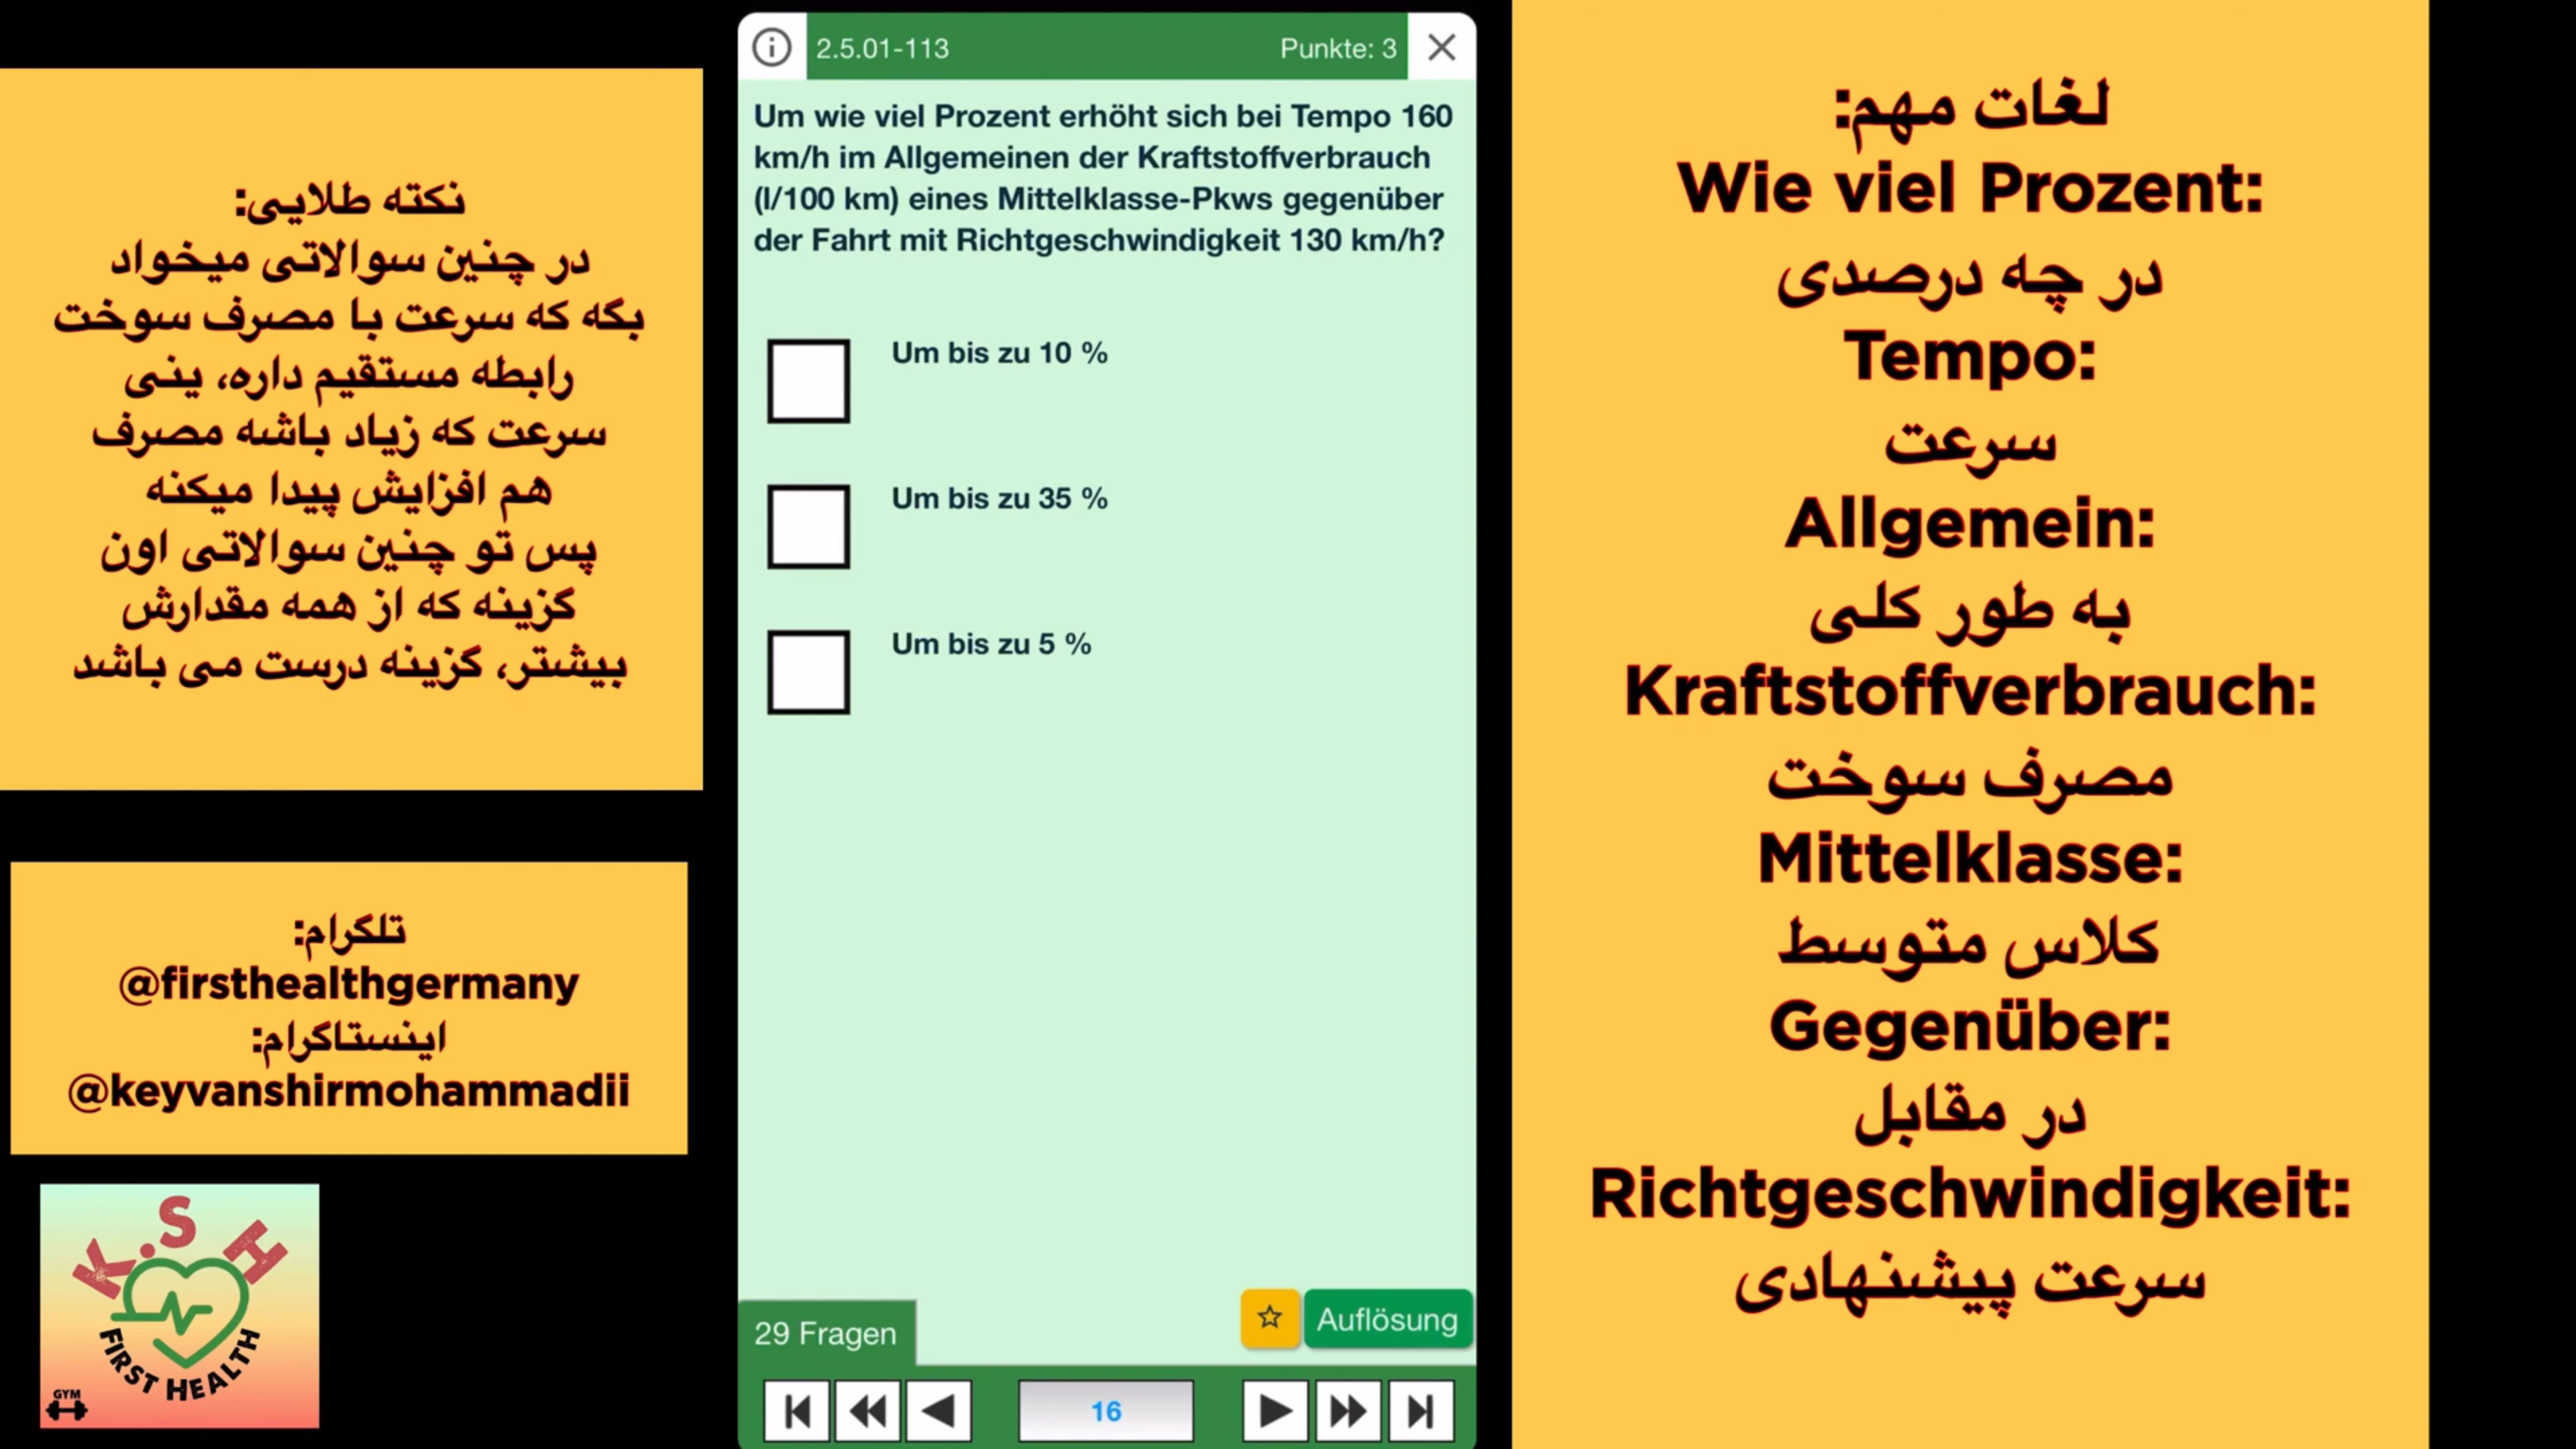 نکته طلایی:
در چنین سوالاتی میخواد
بگه که سرعت با مصرف سوخت
رابطه مستقیم داره، ینی
سرعت که زیاد باشه مصرف
هم افزایش پیدا میکنه
پس تو چنین سوالاتی اون
گزینه که از همه مقدارش
بیشتر، گزینه درست می باشد
تلگرام:
@firsthealthgermany
اینستاگرام:
@keyvanshirmohammadii
K.SH
FIRST HEALTH
GYM
2.5.01-113
Punkte: 3
Um wie viel Prozent erhöht sich bei Tempo 160
km/h im Allgemeinen der Kraftstoffverbrauch
(l/100 km) eines Mittelklasse-Pkws gegenüber
der Fahrt mit Richtgeschwindigkeit 130 km/h?
Um bis zu 10 %
Um bis zu 35 %
Um bis zu 5 %
29 Fragen
Auflösung
16
لغات مهم:
Wie viel Prozent:
در چه درصدی
Tempo:
سرعت
Allgemein:
به طور کلی
Kraftstoffverbrauch:
مصرف سوخت
Mittelklasse:
کلاس متوسط
Gegenüber:
در مقابل
Richtgeschwindigkeit:
سرعت پیشنهادی